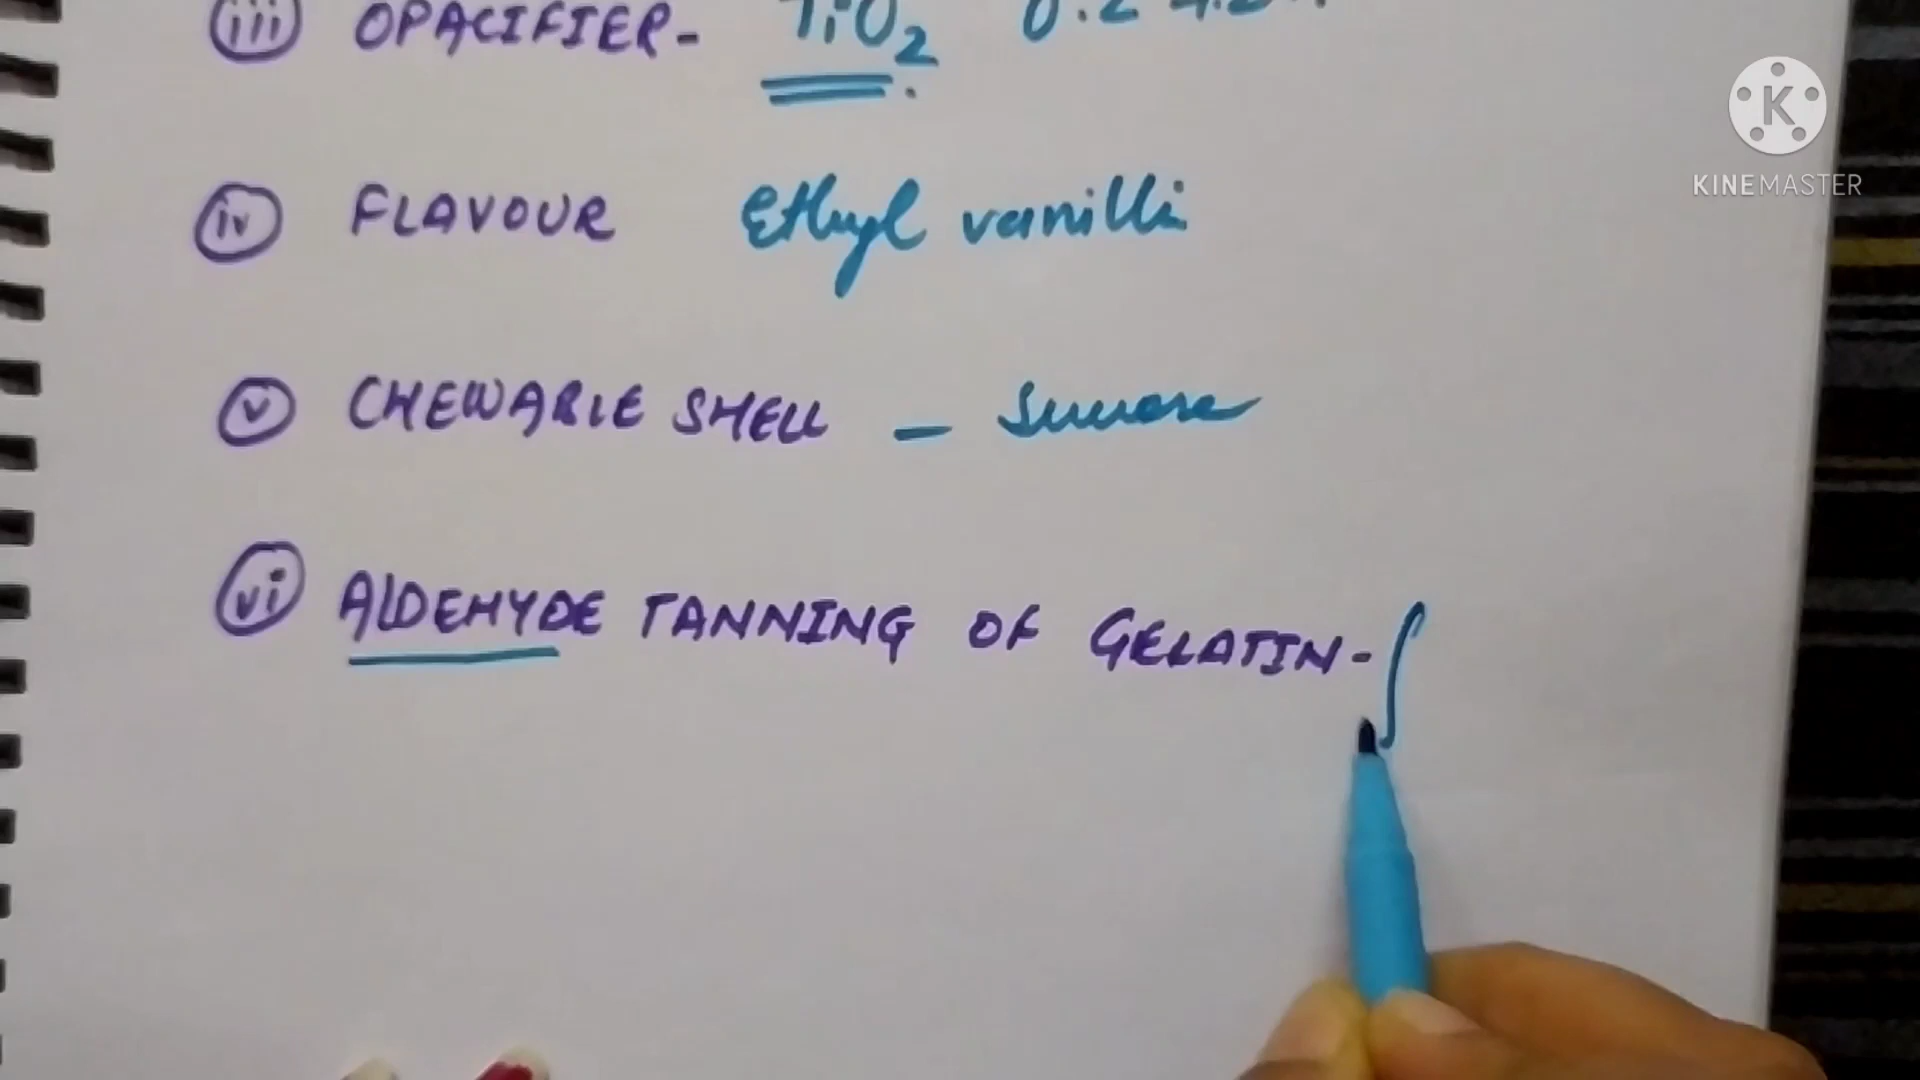 iii OPACIFIER- TiO2
iv FLAVOUR Ethyl vanilli
v CHEWABLE SHELL - Sucrose
vi ALDEHYDE TANNING OF GELATIN-
K
KINEMASTER